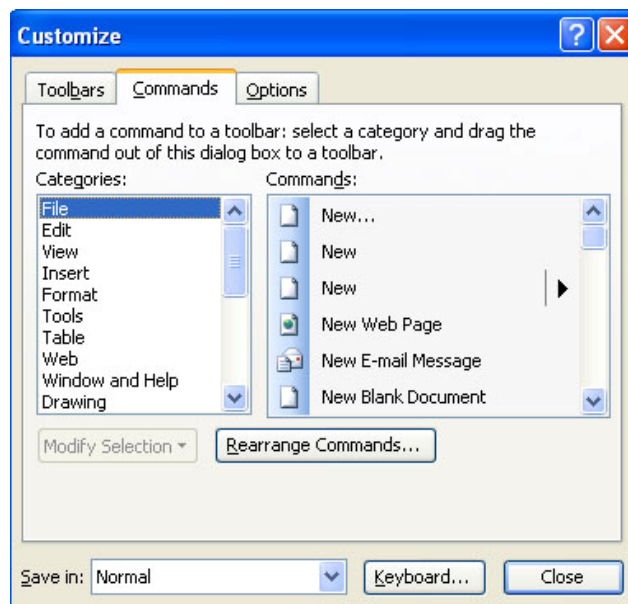 Customize
Toolbars Commands Options
To add a command to a toolbar: select a category and drag the
command out of this dialog box to a toolbar.
Categories:
File
Edit
View
Insert
Format
Tools
Table
Web
Window and Help
Drawing
Commands:
New...
New
New
New Web Page
New E-mail Message
New Blank Document
Modify Selection
Rearrange Commands...
Save in: Normal
Keyboard...
Close